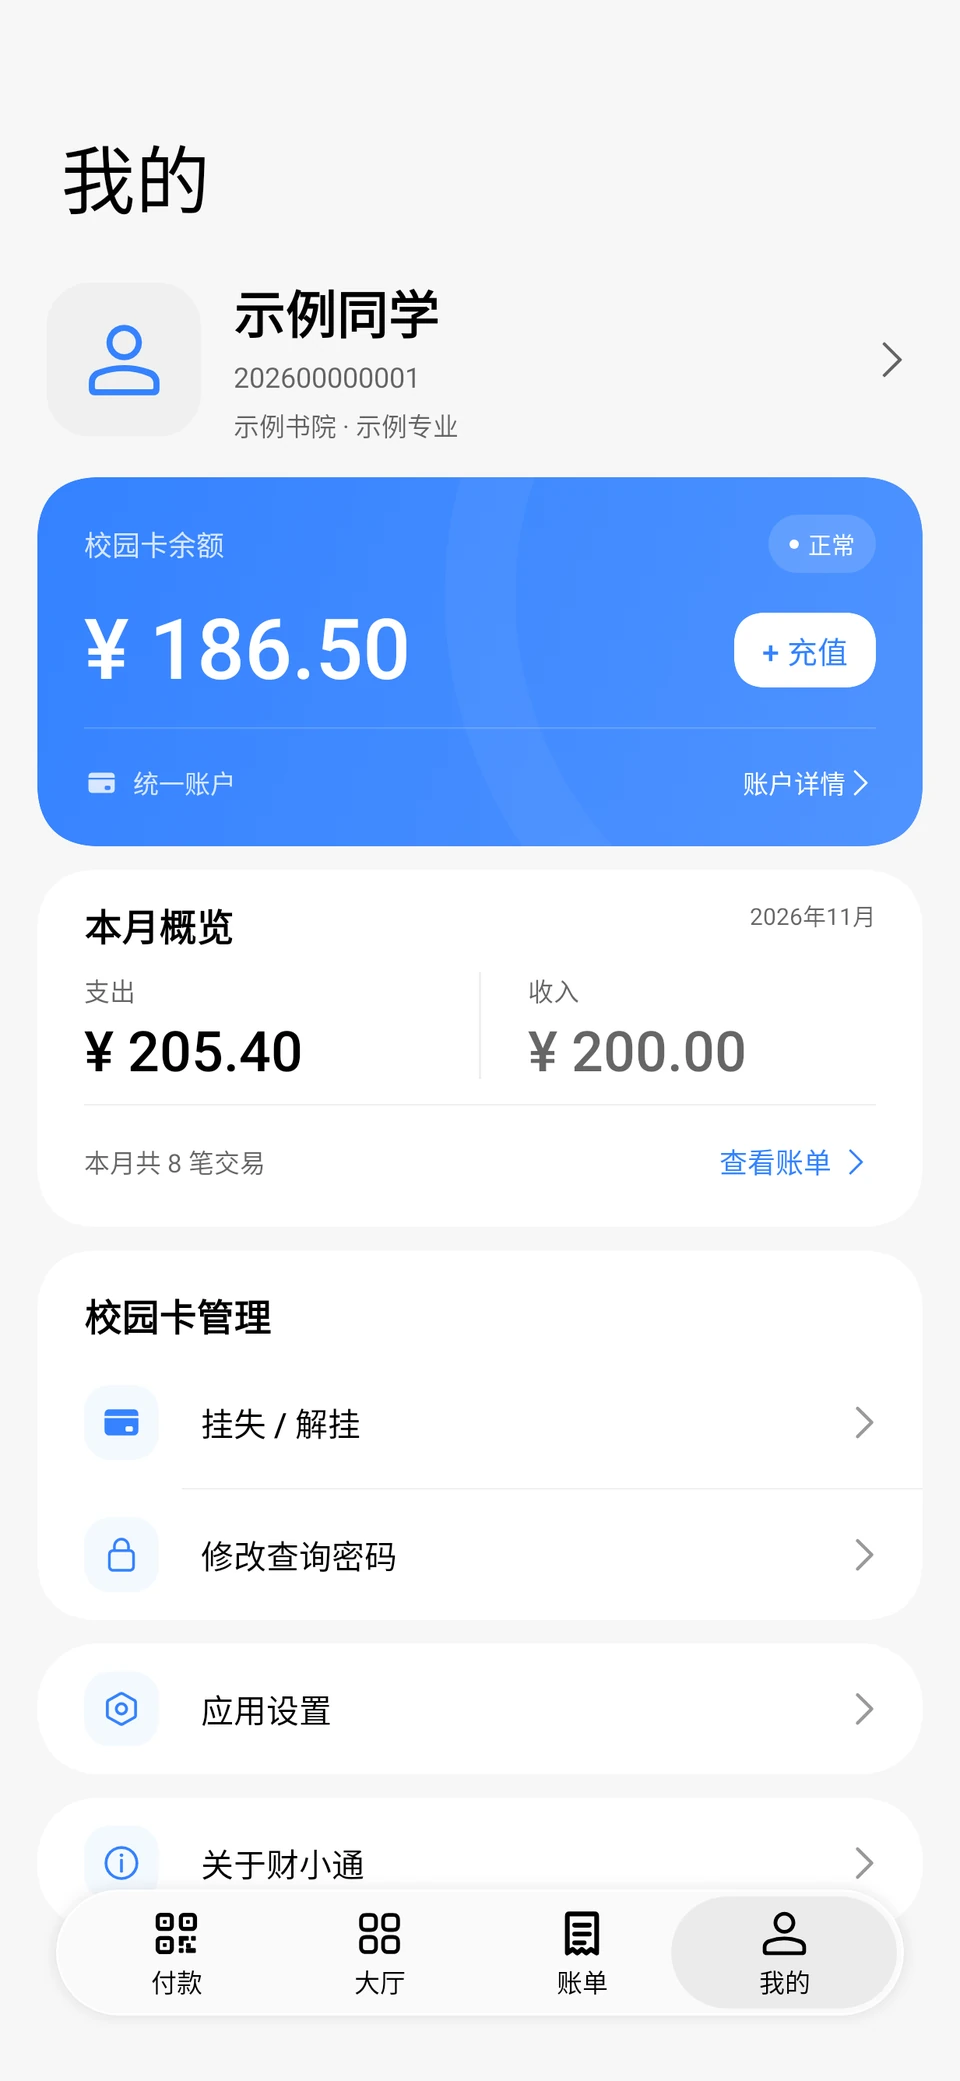 我的
示例同学
202600000001
示例书院 · 示例专业
校园卡余额
正常
¥ 186.50
+ 充值
统一账户
账户详情
本月概览
2026年11月
支出
收入
¥ 205.40
¥ 200.00
本月共 8 笔交易
查看账单
校园卡管理
挂失 / 解挂
修改查询密码
应用设置
关于财小通
付款
大厅
账单
我的